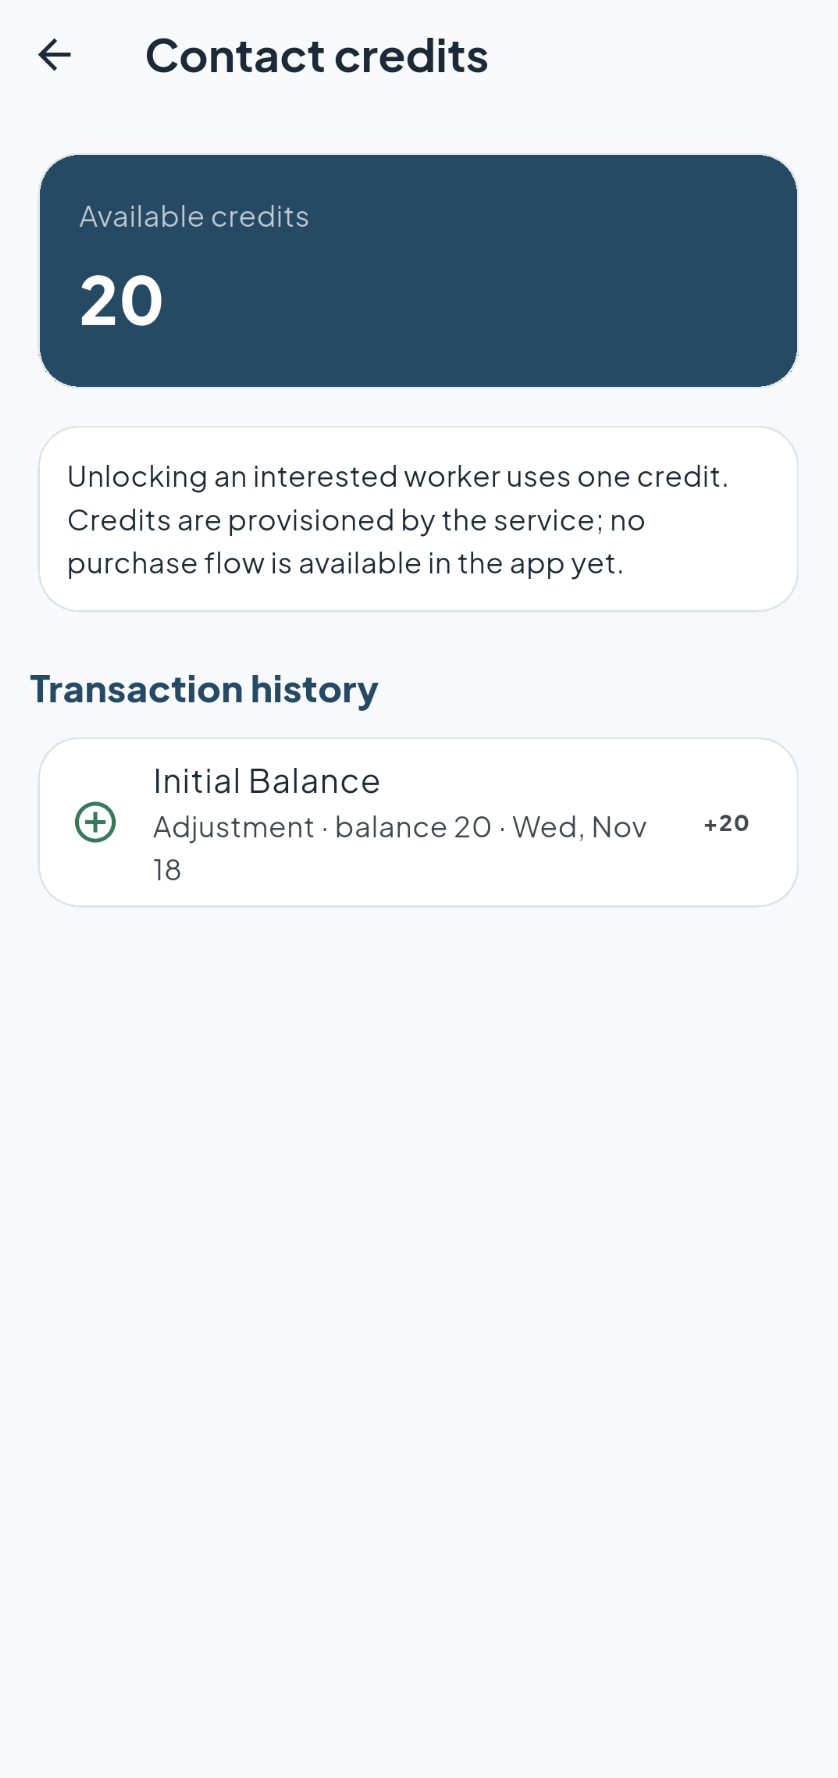 Contact credits
Available credits
20
Unlocking an interested worker uses one credit.
Credits are provisioned by the service; no
purchase flow is available in the app yet.
Transaction history
Initial Balance
Adjustment · balance 20 · Wed, Nov
18
+20